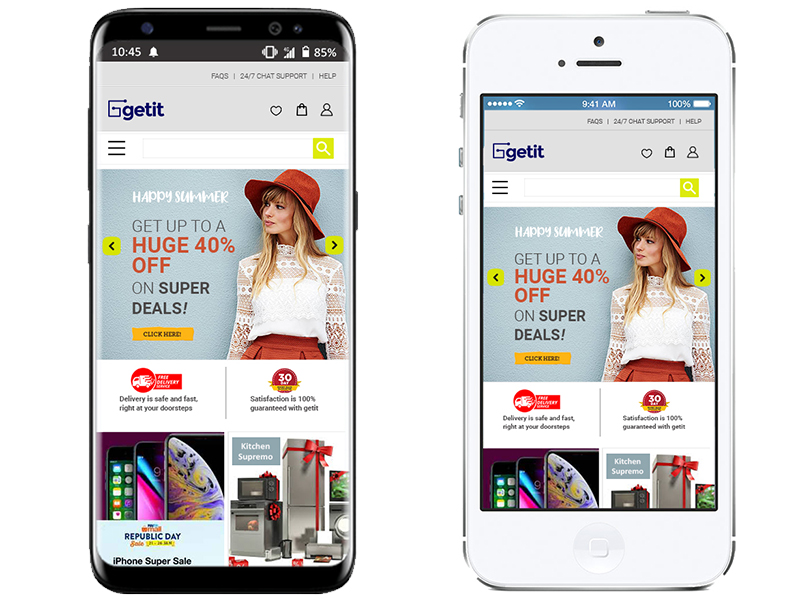 10:45
85%
FAQS | 24/7 CHAT SUPPORT | HELP
getit
HAPPY SUMMER
GET UP TO A
HUGE 40%
OFF
ON SUPER
DEALS!
CLICK HERE!
FREE
DELIVERY
SERVICE
Delivery is safe and fast,
right at your doorsteps
30
DAY
Satisfaction is 100%
guaranteed with getit
Kitchen
Supremo
mall
REPUBLIC DAY
Sale
iPhone Super Sale
9:41 AM
100%
FAQS | 24/7 CHAT SUPPORT | HELP
getit
HAPPY SUMMER
GET UP TO A
HUGE 40%
OFF
ON SUPER
DEALS!
CLICK HERE!
FREE
DELIVERY
SERVICE
Delivery is safe and fast,
right at your doorsteps
30
DAY
Satisfaction is 100%
guaranteed with getit
Kitchen
Supremo